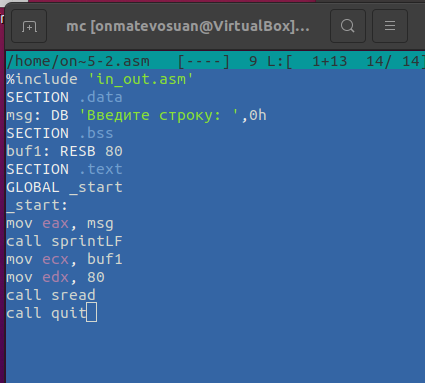 mc [onmatevosuan@VirtualBox]...
/home/on~5-2.asm [----] 9 L:[ 1+13 14/ 14]
%include 'in_out.asm'
SECTION .data
msg: DB 'Введите строку: ',0h
SECTION .bss
buf1: RESB 80
SECTION .text
GLOBAL _start
_start:
mov eax, msg
call sprintLF
mov ecx, buf1
mov edx, 80
call sread
call quit